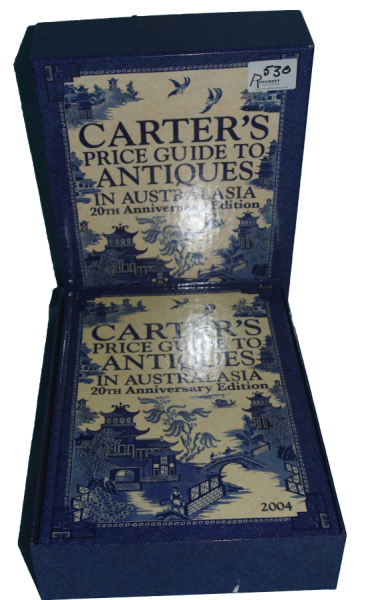 530
CARTER'S
PRICE GUIDE TO
ANTIQUES
IN AUSTRALASIA
20TH Anniversary Edition
CARTER'S
PRICE GUIDE TO
ANTIQUES
IN AUSTRALASIA
20TH Anniversary Edition
2004